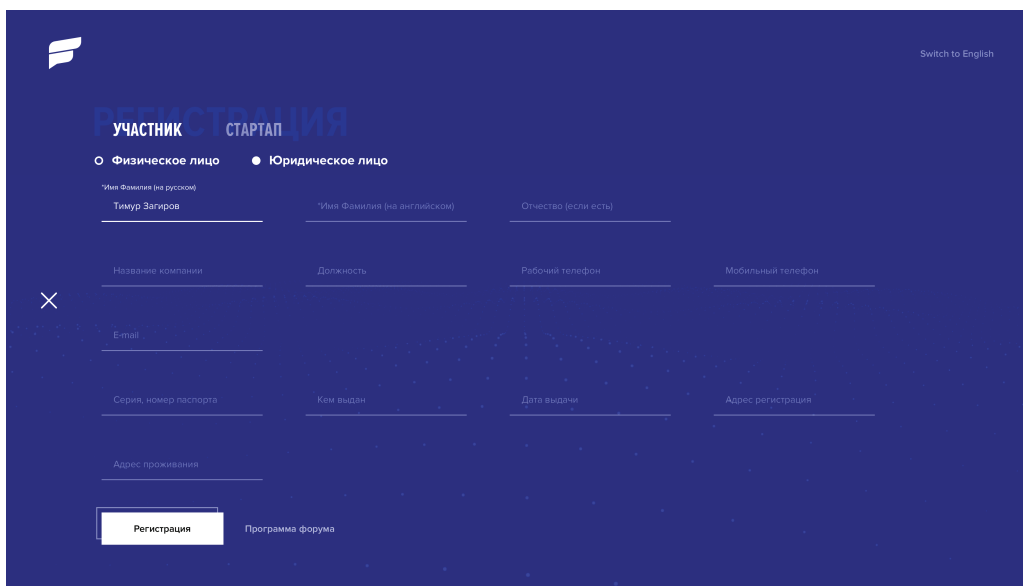 Switch to English
РЕГИСТРАЦИЯ
УЧАСТНИК СТАРТАП
Физическое лицо Юридическое лицо
*Имя Фамилия (на русском)
Тимур Загиров *Имя Фамилия (на английском) Отчество (если есть)
Название компании Должность Рабочий телефон Мобильный телефон
E-mail
Серия, номер паспорта Кем выдан Дата выдачи Адрес регистрация
Адрес проживания
Регистрация Программа форума